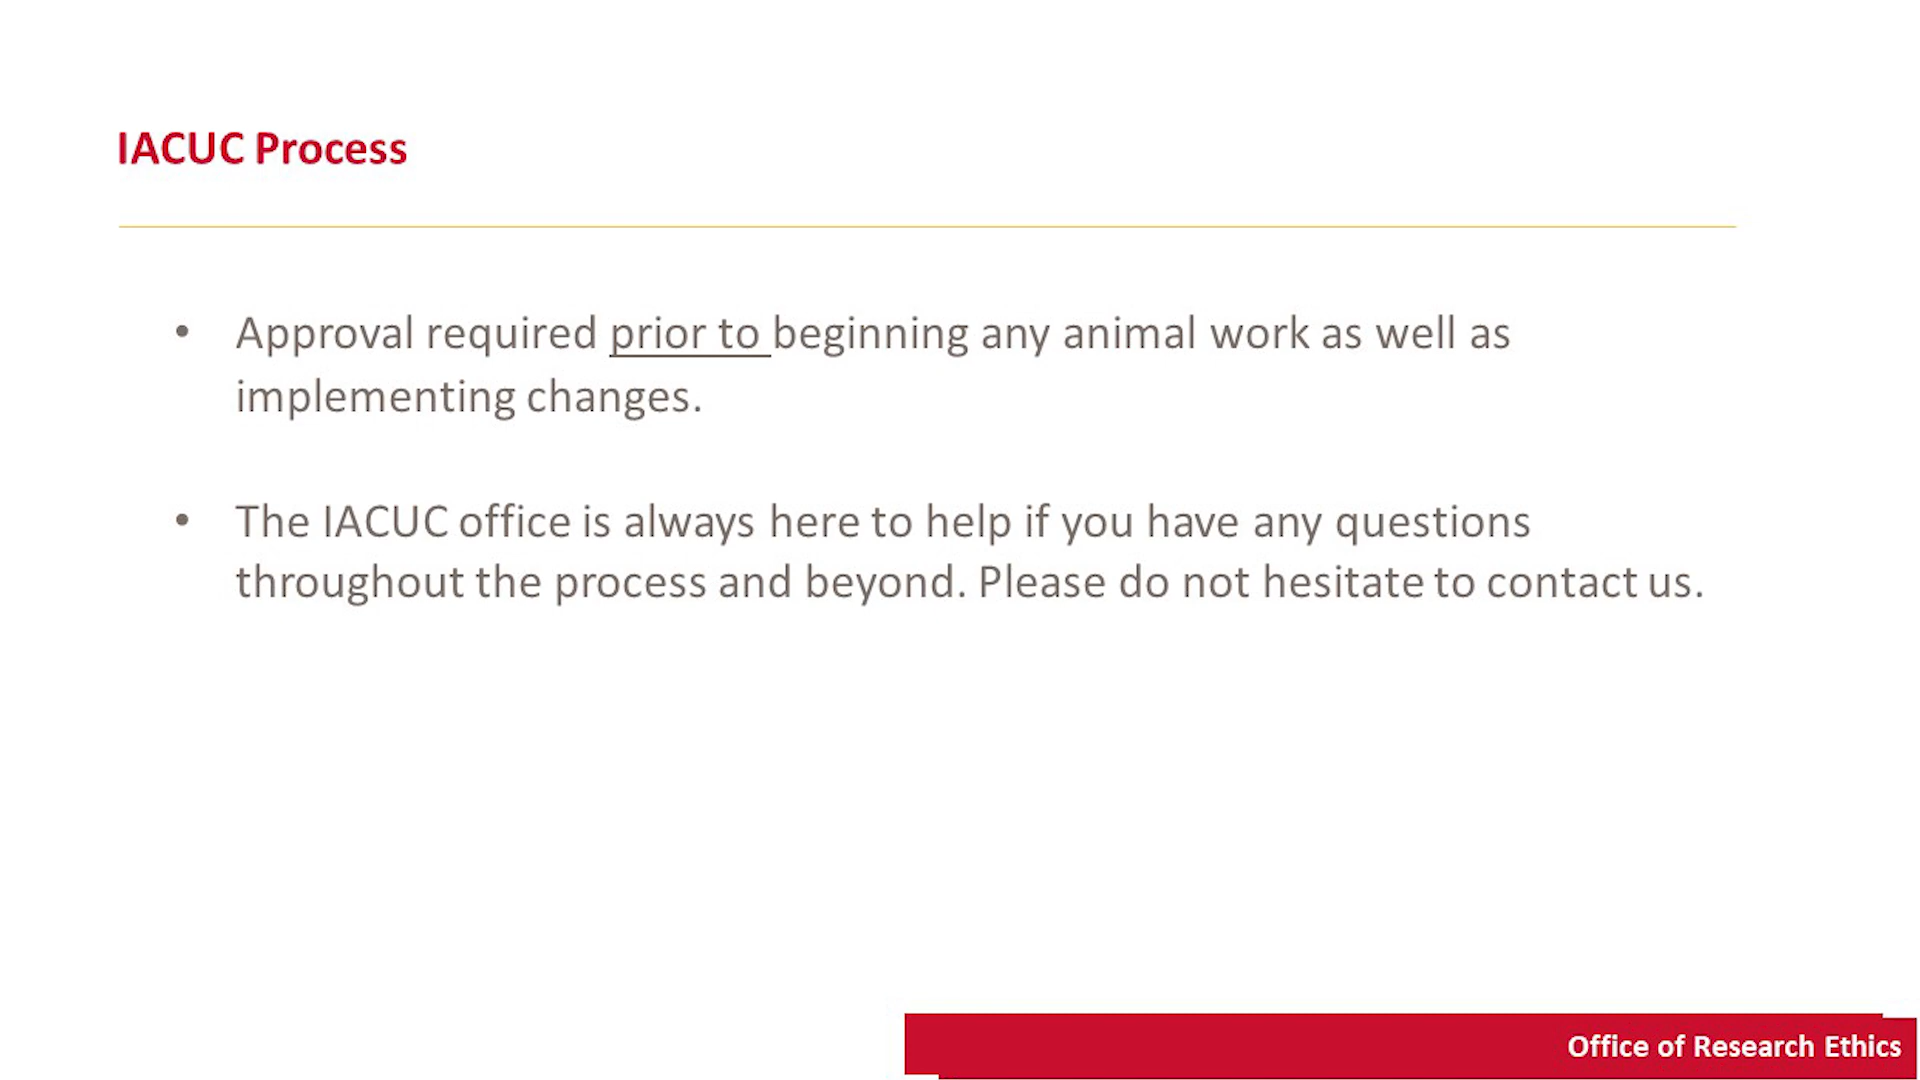 IACUC Process
• Approval required prior to beginning any animal work as well as
implementing changes.
• The IACUC office is always here to help if you have any questions
throughout the process and beyond. Please do not hesitate to contact us.
Office of Research Ethics